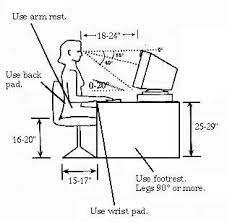 Use arm rest.
18-24"
0°
15°
40°
Use back
pad.
0-20°
16-20"
25-29"
Use footrest.
Legs 90° or more.
15-17"
Use wrist pad.